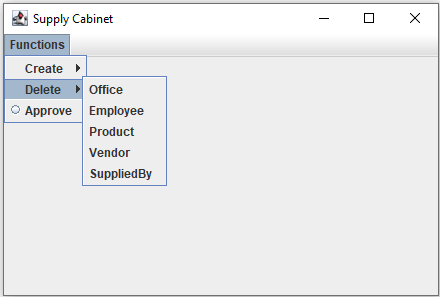 Supply Cabinet
Functions
Create
Delete
Approve
Office
Employee
Product
Vendor
SuppliedBy